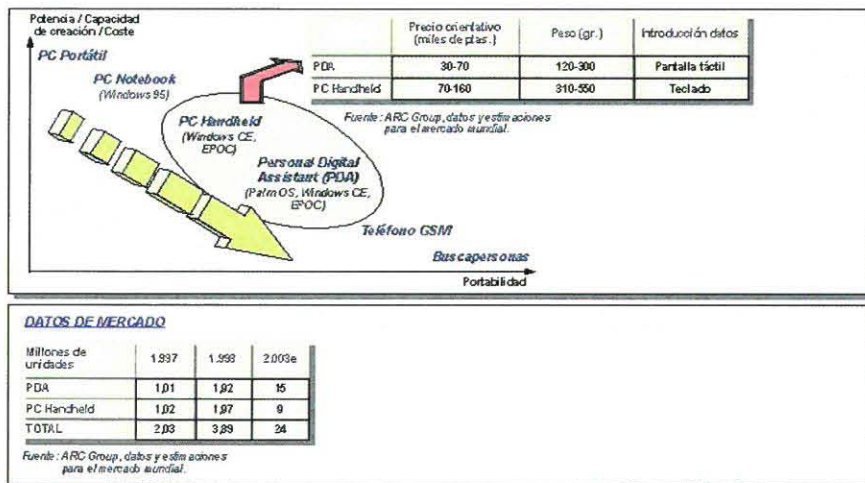 Potencia / Capacidad
de creación / Coste
PC Portátil
PC Notebook
(Windows 95)
PC Handheld
(Windows CE,
EPOC)
Personal Digital
Assistant (PDA)
(Palm OS, Windows CE,
EPOC)
Teléfono GSM
Buscapersonas
Portabilidad
Precio orientativo
(miles de ptas.) Peso (gr.) Introducción datos
PDA 30-70 120-300 Pantalla táctil
PC Handheld 70-160 310-550 Teclado
Fuente: ARC Group, datos y estimaciones
para el mercado mundial.
DATOS DE MERCADO
Millones de
unidades 1.997 1.998 2.003e
PDA 1,01 1,92 15
PC Handheld 1,02 1,97 9
TOTAL 2,03 3,89 24
Fuente: ARC Group, datos y estimaciones
para el mercado mundial.